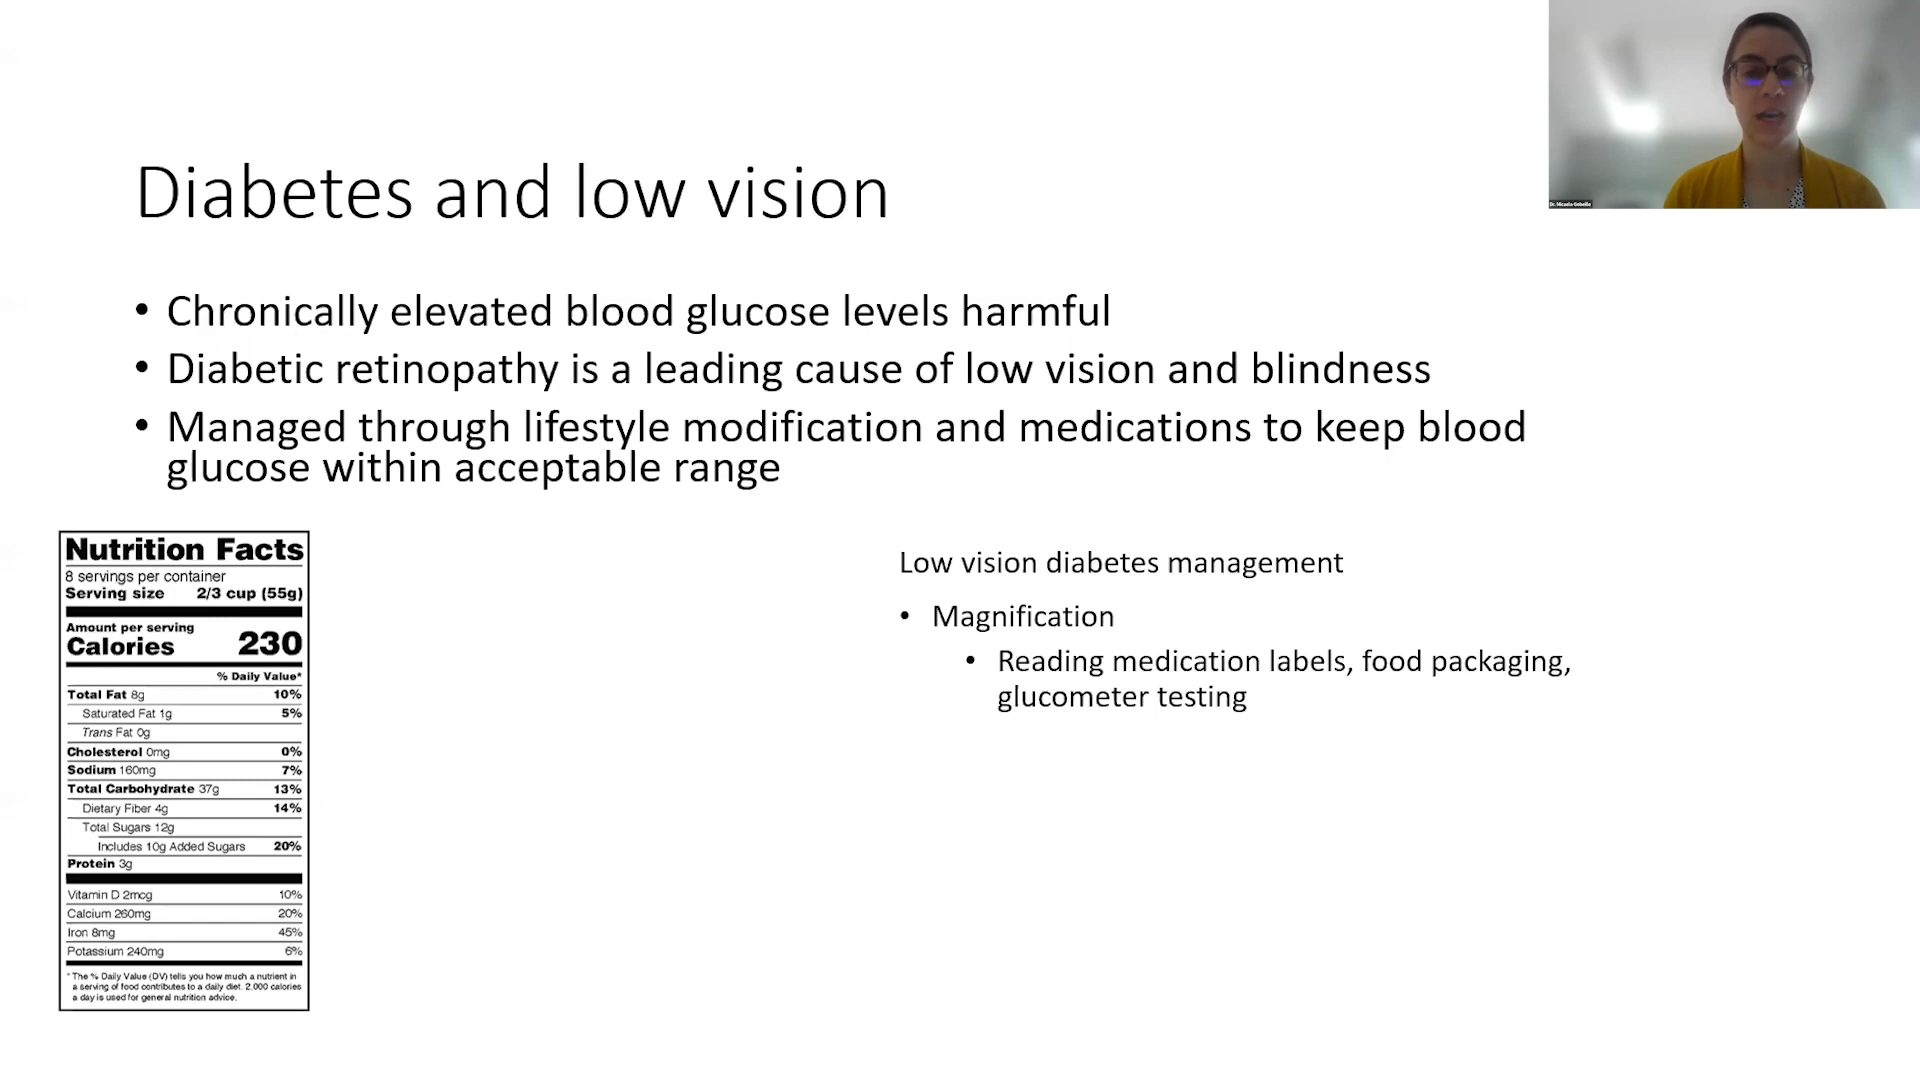 Dr. Micaela Gobeille
Diabetes and low vision
• Chronically elevated blood glucose levels harmful
• Diabetic retinopathy is a leading cause of low vision and blindness
• Managed through lifestyle modification and medications to keep blood
glucose within acceptable range
Nutrition Facts
8 servings per container
Serving size 2/3 cup (55g)
Amount per serving
Calories 230
% Daily Value*
Total Fat 8g 10%
Saturated Fat 1g 5%
Trans Fat 0g
Cholesterol 0mg 0%
Sodium 160mg 7%
Total Carbohydrate 37g 13%
Dietary Fiber 4g 14%
Total Sugars 12g
Includes 10g Added Sugars 20%
Protein 3g
Vitamin D 2mcg 10%
Calcium 260mg 20%
Iron 8mg 45%
Potassium 240mg 6%
* The % Daily Value (DV) tells you how much a nutrient in
a serving of food contributes to a daily diet. 2,000 calories
a day is used for general nutrition advice.
Low vision diabetes management
• Magnification
• Reading medication labels, food packaging,
glucometer testing